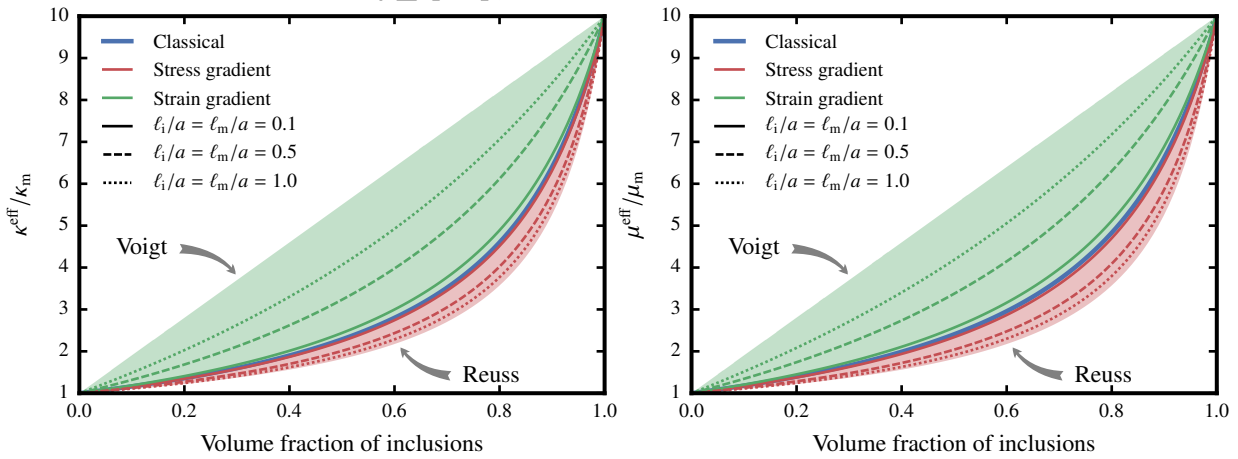 10
9
8
7
6
5
4
3
2
1
κ^eff/κ_m
Classical
Stress gradient
Strain gradient
ℓ_i/a = ℓ_m/a = 0.1
ℓ_i/a = ℓ_m/a = 0.5
ℓ_i/a = ℓ_m/a = 1.0
Voigt
Reuss
0.0 0.2 0.4 0.6 0.8 1.0
Volume fraction of inclusions
10
9
8
7
6
5
4
3
2
1
μ^eff/μ_m
Classical
Stress gradient
Strain gradient
ℓ_i/a = ℓ_m/a = 0.1
ℓ_i/a = ℓ_m/a = 0.5
ℓ_i/a = ℓ_m/a = 1.0
Voigt
Reuss
0.0 0.2 0.4 0.6 0.8 1.0
Volume fraction of inclusions